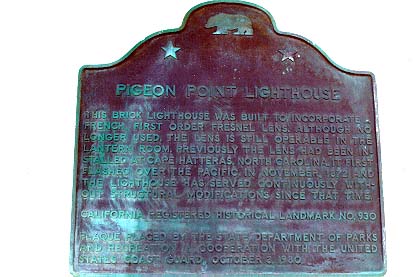 PIGEON POINT LIGHTHOUSE
THIS BRICK LIGHTHOUSE WAS BUILT TO INCORPORATE A
FRENCH FIRST ORDER FRESNEL LENS. ALTHOUGH NO
LONGER USED, THE LENS IS STILL OPERABLE IN THE
LANTERN ROOM. PREVIOUSLY THE LENS HAD BEEN IN-
STALLED AT CAPE HATTERAS, NORTH CAROLINA. IT FIRST
FLASHED OVER THE PACIFIC IN NOVEMBER 1872 AND
THE LIGHTHOUSE HAS SERVED CONTINUOUSLY WITH-
OUT STRUCTURAL MODIFICATIONS SINCE THAT TIME.
CALIFORNIA REGISTERED HISTORICAL LANDMARK NO. 930
PLAQUE PLACED BY THE STATE DEPARTMENT OF PARKS
AND RECREATION IN COOPERATION WITH THE UNITED
STATES COAST GUARD, OCTOBER 8, 1980.